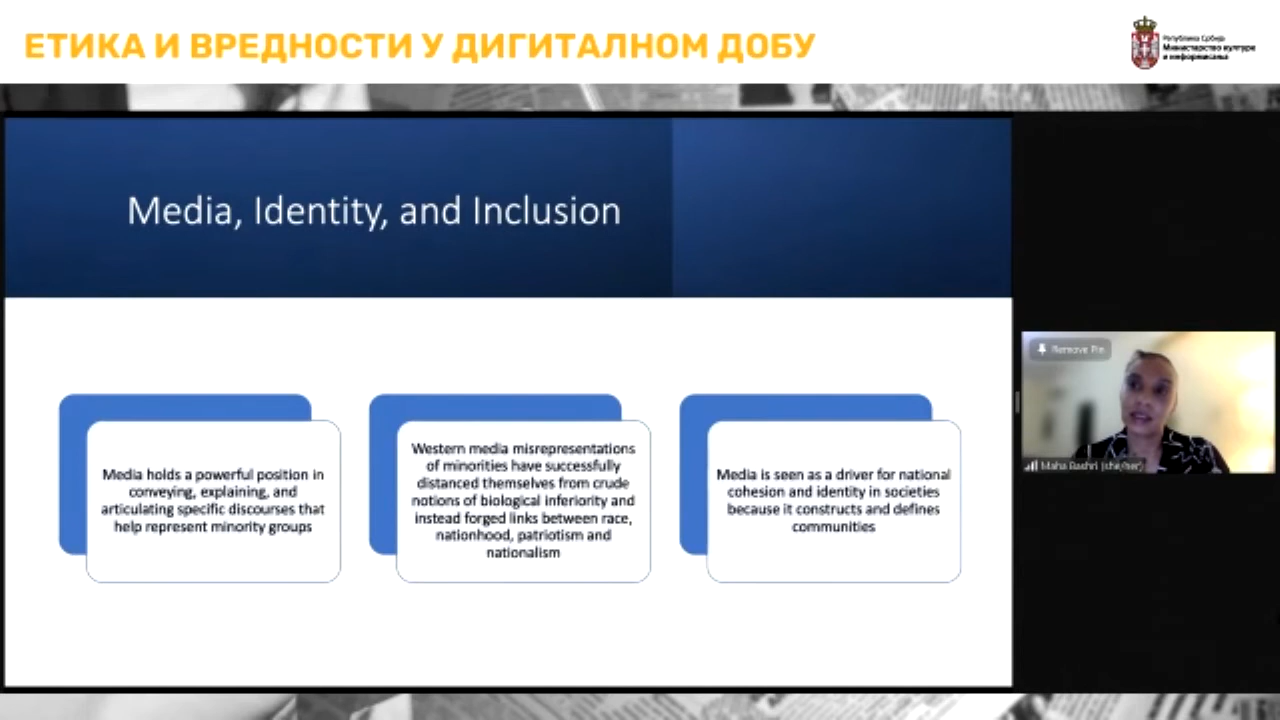 ЕТИКА И ВРЕДНОСТИ У ДИГИТАЛНОМ ДОБУ
Република Србија
Министарство културе
и информисања
Media, Identity, and Inclusion
Media holds a powerful position in
conveying, explaining, and
articulating specific discourses that
help represent minority groups
Western media misrepresentations
of minorities have successfully
distanced themselves from crude
notions of biological inferiority and
instead forged links between race,
nationhood, patriotism and
nationalism
Media is seen as a driver for national
cohesion and identity in societies
because it constructs and defines
communities
Remove Pin
Maha Bashri (she/her)